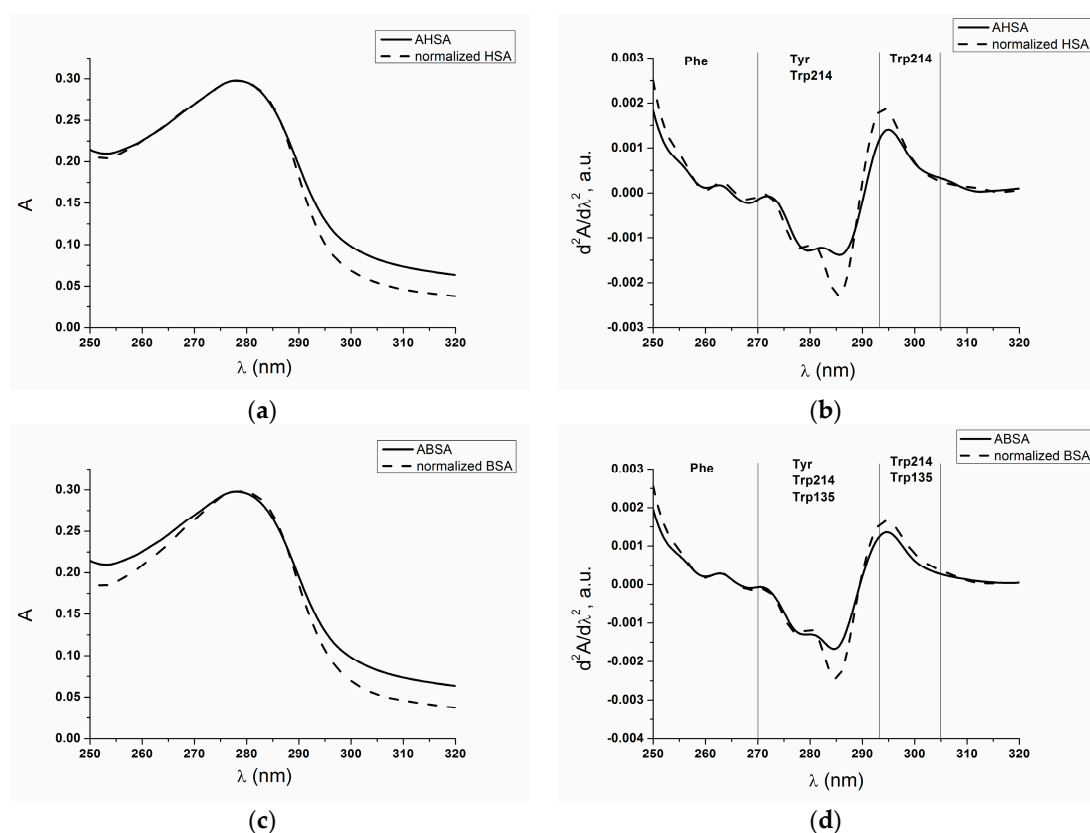 AHSA
normalized HSA
0.30
0.25
0.20
0.15
0.10
0.05
0.00
A
250 260 270 280 290 300 310 320
λ (nm)
(a)
AHSA
normalized HSA
Phe
Tyr
Trp214
Trp214
0.003
0.002
0.001
0.000
-0.001
-0.002
-0.003
d²A/dλ², a.u.
250 260 270 280 290 300 310 320
λ (nm)
(b)
ABSA
normalized BSA
0.30
0.25
0.20
0.15
0.10
0.05
0.00
A
250 260 270 280 290 300 310 320
λ (nm)
(c)
ABSA
normalized BSA
Phe
Tyr
Trp214
Trp135
Trp214
Trp135
0.003
0.002
0.001
0.000
-0.001
-0.002
-0.003
-0.004
d²A/dλ², a.u.
250 260 270 280 290 300 310 320
λ (nm)
(d)